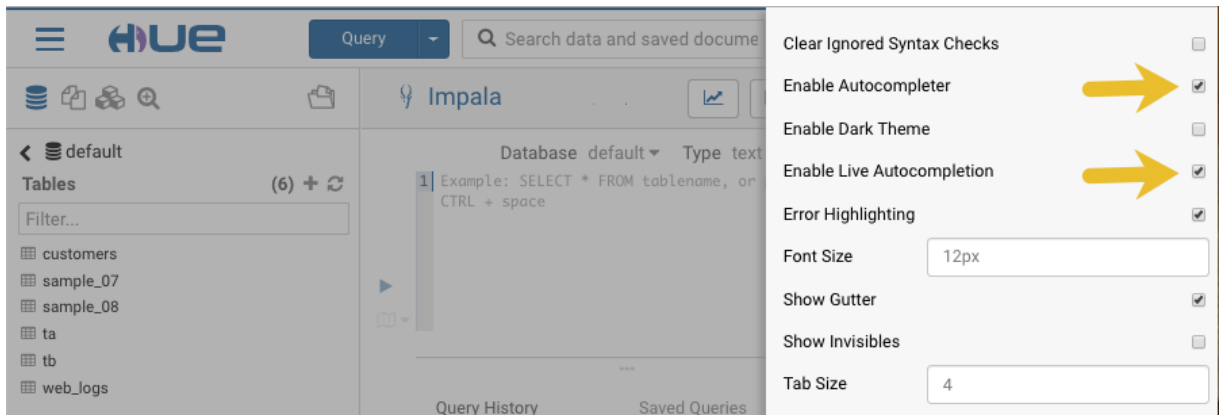 HUE
Query
Search data and saved docume
Impala
default
Database default Type text
Tables (6)
Filter...
1 Example: SELECT * FROM tablename, or
CTRL + space
customers
sample_07
sample_08
ta
tb
web_logs
Query History Saved Queries
Clear Ignored Syntax Checks
Enable Autocompleter
Enable Dark Theme
Enable Live Autocompletion
Error Highlighting
Font Size 12px
Show Gutter
Show Invisibles
Tab Size 4